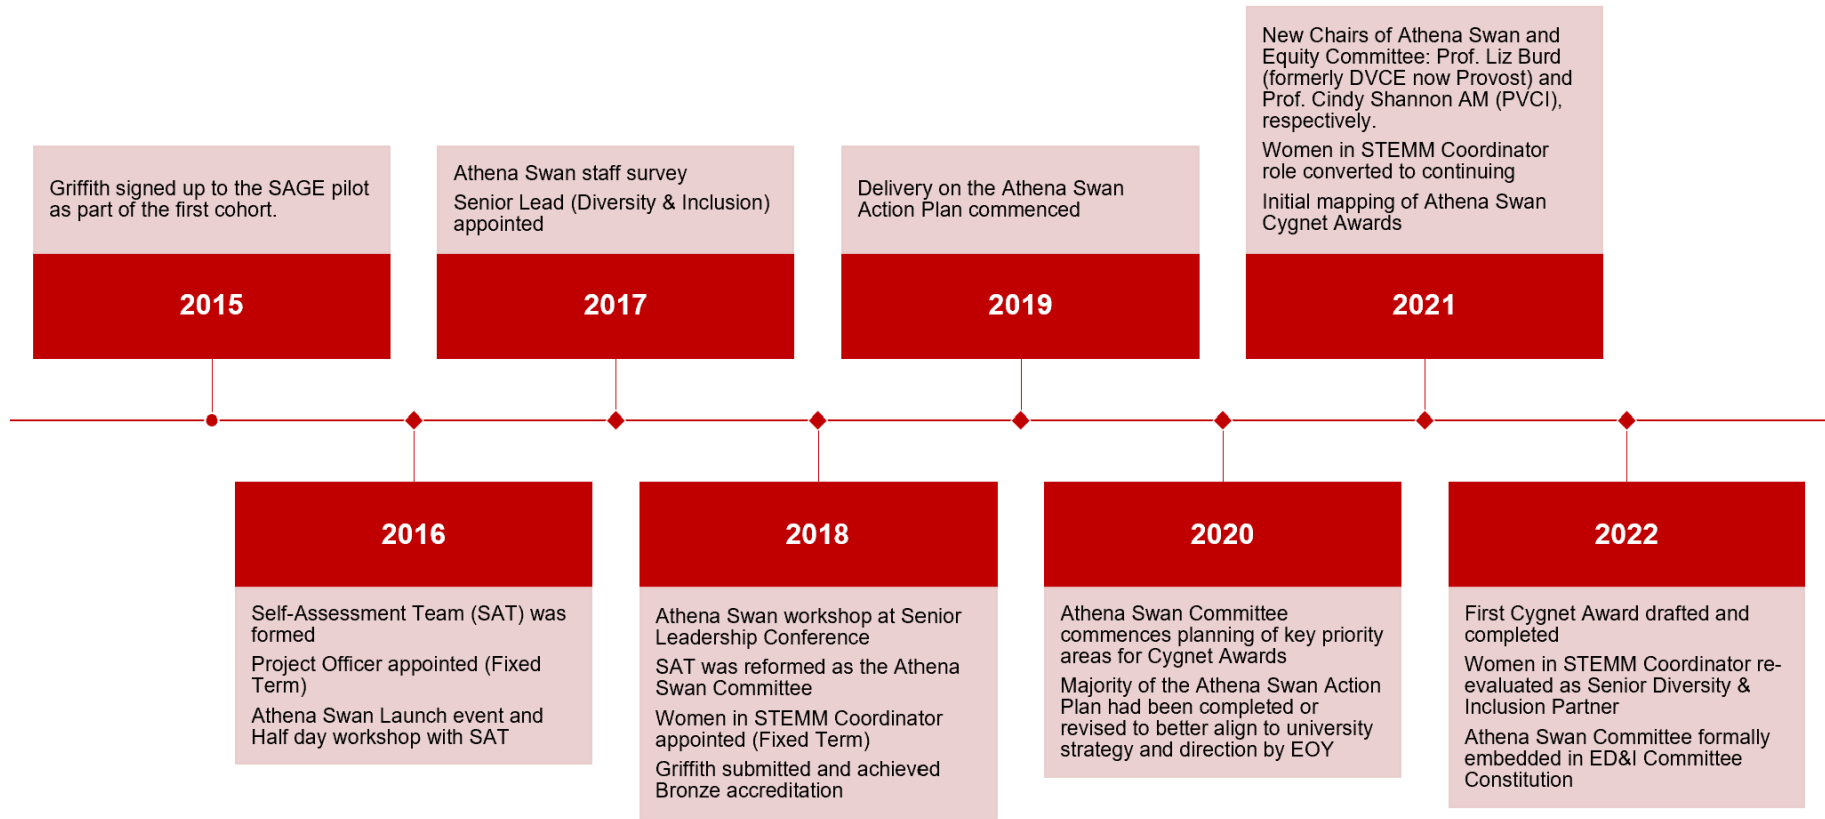 Griffith signed up to the SAGE pilot
as part of the first cohort.
2015
Self-Assessment Team (SAT) was
formed
Project Officer appointed (Fixed
Term)
Athena Swan Launch event and
Half day workshop with SAT
2016
Athena Swan staff survey
Senior Lead (Diversity & Inclusion)
appointed
2017
2018
Athena Swan workshop at Senior
Leadership Conference
SAT was reformed as the Athena
Swan Committee
Women in STEMM Coordinator
appointed (Fixed Term)
Griffith submitted and achieved
Bronze accreditation
Delivery on the Athena Swan
Action Plan commenced
2019
2020
Athena Swan Committee
commences planning of key priority
areas for Cygnet Awards
Majority of the Athena Swan Action
Plan had been completed or
revised to better align to university
strategy and direction by EOY
New Chairs of Athena Swan and
Equity Committee: Prof. Liz Burd
(formerly DVCE now Provost) and
Prof. Cindy Shannon AM (PVCI),
respectively.
Women in STEMM Coordinator
role converted to continuing
Initial mapping of Athena Swan
Cygnet Awards
2021
2022
First Cygnet Award drafted and
completed
Women in STEMM Coordinator re-
evaluated as Senior Diversity &
Inclusion Partner
Athena Swan Committee formally
embedded in ED&I Committee
Constitution